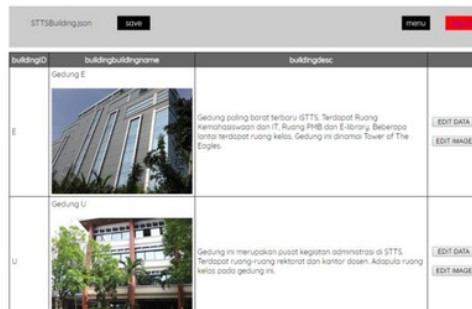 STTSBuilding.json save menu
buildingID buildingbuildingname buildingdesc
Gedung E
E
Gedung paling barat terbaru iSTTS. Terdapat Ruang
Kemahasiswaan dan IT, Ruang PMB dan E-library. Beberapa
lantai terdapat ruang kelas. Gedung ini dinamai Tower of The
Eagles.
EDIT DATA
EDIT IMAGE
Gedung U
U
Gedung ini merupakan pusat kegiatan administrasi di STTS.
Terdapat ruang-ruang rektorat dan kantor dosen. Adapula ruang
kelas pada gedung ini.
EDIT DATA
EDIT IMAGE